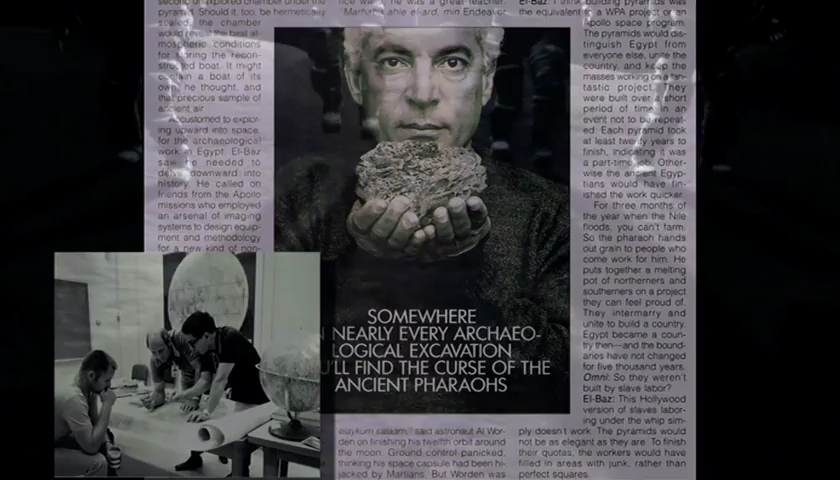 second or unexplored chamber under the
pyramid. Should it, too, be hermetically
sealed, the chamber
would reveal the best at-
mospheric conditions
for storing the recon-
structed boat. It might
contain a boat of its
own, he thought, and
that precious sample of
ancient air.
Accustomed to explor-
ing upward into space,
for the archaeological
work in Egypt El-Baz
saw he needed to
delve downward into
history. He called on
friends from the Apollo
missions who employed
an arsenal of imaging
systems to design equip-
ment and methodology
for a new kind of non-
was a great teacher.
SOMEWHERE
NEARLY EVERY ARCHAEO-
LOGICAL EXCAVATION
'LL FIND THE CURSE OF THE
ANCIENT PHARAOHS
said astronaut Al Wor-
den on finishing his twelfth orbit around
the moon. Ground control panicked,
thinking his space capsule had been hi-
jacked by Martians. But Worden was
El-Baz: I think building pyramids was
the equivalent of a WPA project or an
Apollo space program.
The pyramids would dis-
tinguish Egypt from
everyone else, unite the
country, and keep the
masses working on a fan-
tastic project. They
were built over a short
period of time in an
event not to be repeat-
ed. Each pyramid took
at least twenty years to
finish, indicating it was
a part-time job. Other-
wise the ancient Egyp-
tians would have fin-
ished the work quicker.
For three months of
the year when the Nile
floods, you can't farm.
So the pharaoh hands
out grain to people who
come work for him. He
puts together a melting
pot of northerners and
southerners on a project
they can feel proud of.
They intermarry and
unite to build a country.
Egypt became a coun-
try then—and the bound-
aries have not changed
for five thousand years.
Omni: So they weren't
built by slave labor?
El-Baz: This Hollywood
version of slaves labor-
ing under the whip sim-
ply doesn't work. The pyramids would
not be as elegant as they are. To finish
their quotas, the workers would have
filled in areas with junk, rather than
perfect squares.